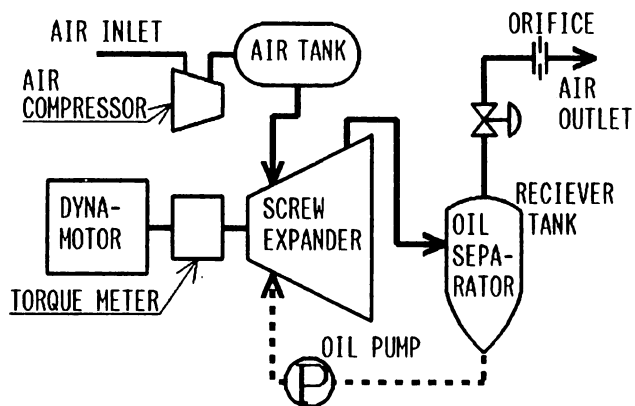 AIR INLET
AIR TANK
ORIFICE
AIR
COMPRESSOR
AIR
OUTLET
DYNA-
MOTOR
SCREW
EXPANDER
RECIEVER
TANK
OIL
SEPA-
RATOR
TORQUE METER
OIL PUMP
P